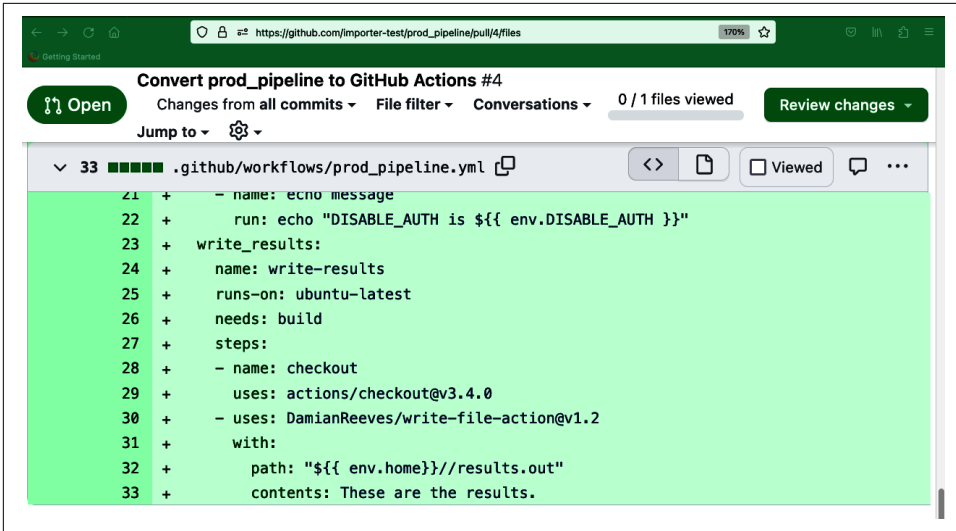 https://github.com/importer-test/prod_pipeline/pull/4/files 170%
Getting Started
Convert prod_pipeline to GitHub Actions #4
Open Changes from all commits File filter Conversations 0 / 1 files viewed Review changes
Jump to
33 .github/workflows/prod_pipeline.yml <> Viewed ...
21 + - name: echo message
22 + run: echo "DISABLE_AUTH is ${{ env.DISABLE_AUTH }}"
23 + write_results:
24 + name: write-results
25 + runs-on: ubuntu-latest
26 + needs: build
27 + steps:
28 + - name: checkout
29 + uses: actions/checkout@v3.4.0
30 + - uses: DamianReeves/write-file-action@v1.2
31 + with:
32 + path: "${{ env.home}}//results.out"
33 + contents: These are the results.